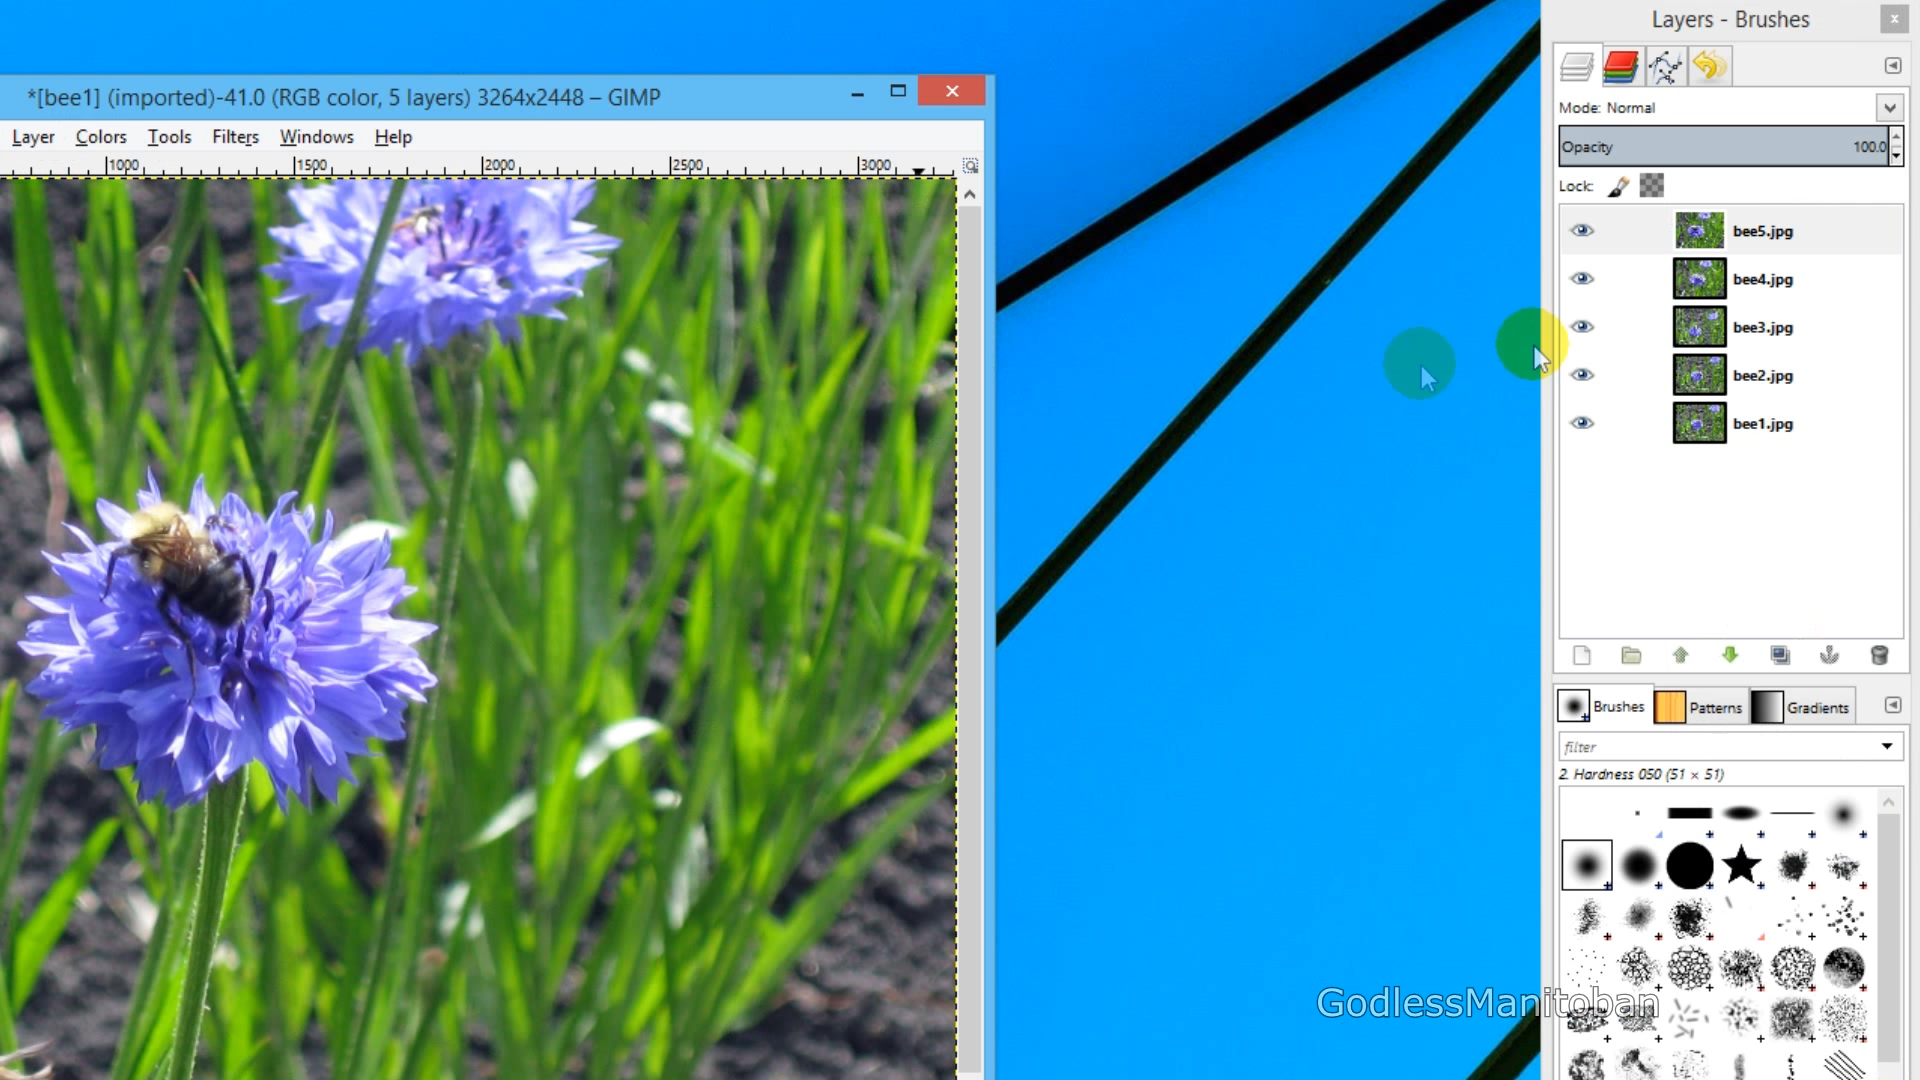 Layers - Brushes
*[bee1] (imported)-41.0 (RGB color, 5 layers) 3264x2448 – GIMP
Layer Colors Tools Filters Windows Help
1000 1500 2000 2500 3000
Mode: Normal
Opacity 100.0
Lock:
bee5.jpg
bee4.jpg
bee3.jpg
bee2.jpg
bee1.jpg
Brushes Patterns Gradients
filter
2. Hardness 050 (51 × 51)
GodlessManitoban